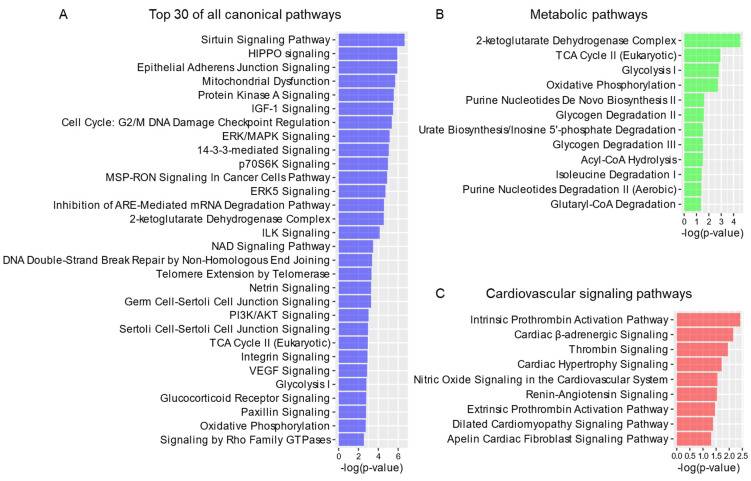 A
Top 30 of all canonical pathways
Sirtuin Signaling Pathway
HIPPO signaling
Epithelial Adherens Junction Signaling
Mitochondrial Dysfunction
Protein Kinase A Signaling
IGF-1 Signaling
Cell Cycle: G2/M DNA Damage Checkpoint Regulation
ERK/MAPK Signaling
14-3-3-mediated Signaling
p70S6K Signaling
MSP-RON Signaling In Cancer Cells Pathway
ERK5 Signaling
Inhibition of ARE-Mediated mRNA Degradation Pathway
2-ketoglutarate Dehydrogenase Complex
ILK Signaling
NAD Signaling Pathway
DNA Double-Strand Break Repair by Non-Homologous End Joining
Telomere Extension by Telomerase
Netrin Signaling
Germ Cell-Sertoli Cell Junction Signaling
PI3K/AKT Signaling
Sertoli Cell-Sertoli Cell Junction Signaling
TCA Cycle II (Eukaryotic)
Integrin Signaling
VEGF Signaling
Glycolysis I
Glucocorticoid Receptor Signaling
Paxillin Signaling
Oxidative Phosphorylation
Signaling by Rho Family GTPases
0 2 4 6
-log(p-value)
B
Metabolic pathways
2-ketoglutarate Dehydrogenase Complex
TCA Cycle II (Eukaryotic)
Glycolysis I
Oxidative Phosphorylation
Purine Nucleotides De Novo Biosynthesis II
Glycogen Degradation II
Urate Biosynthesis/Inosine 5'-phosphate Degradation
Glycogen Degradation III
Acyl-CoA Hydrolysis
Isoleucine Degradation I
Purine Nucleotides Degradation II (Aerobic)
Glutaryl-CoA Degradation
0 1 2 3 4
-log(p-value)
C
Cardiovascular signaling pathways
Intrinsic Prothrombin Activation Pathway
Cardiac β-adrenergic Signaling
Thrombin Signaling
Cardiac Hypertrophy Signaling
Nitric Oxide Signaling in the Cardiovascular System
Renin-Angiotensin Signaling
Extrinsic Prothrombin Activation Pathway
Dilated Cardiomyopathy Signaling Pathway
Apelin Cardiac Fibroblast Signaling Pathway
0.0 0.5 1.0 1.5 2.0 2.5
-log(p-value)